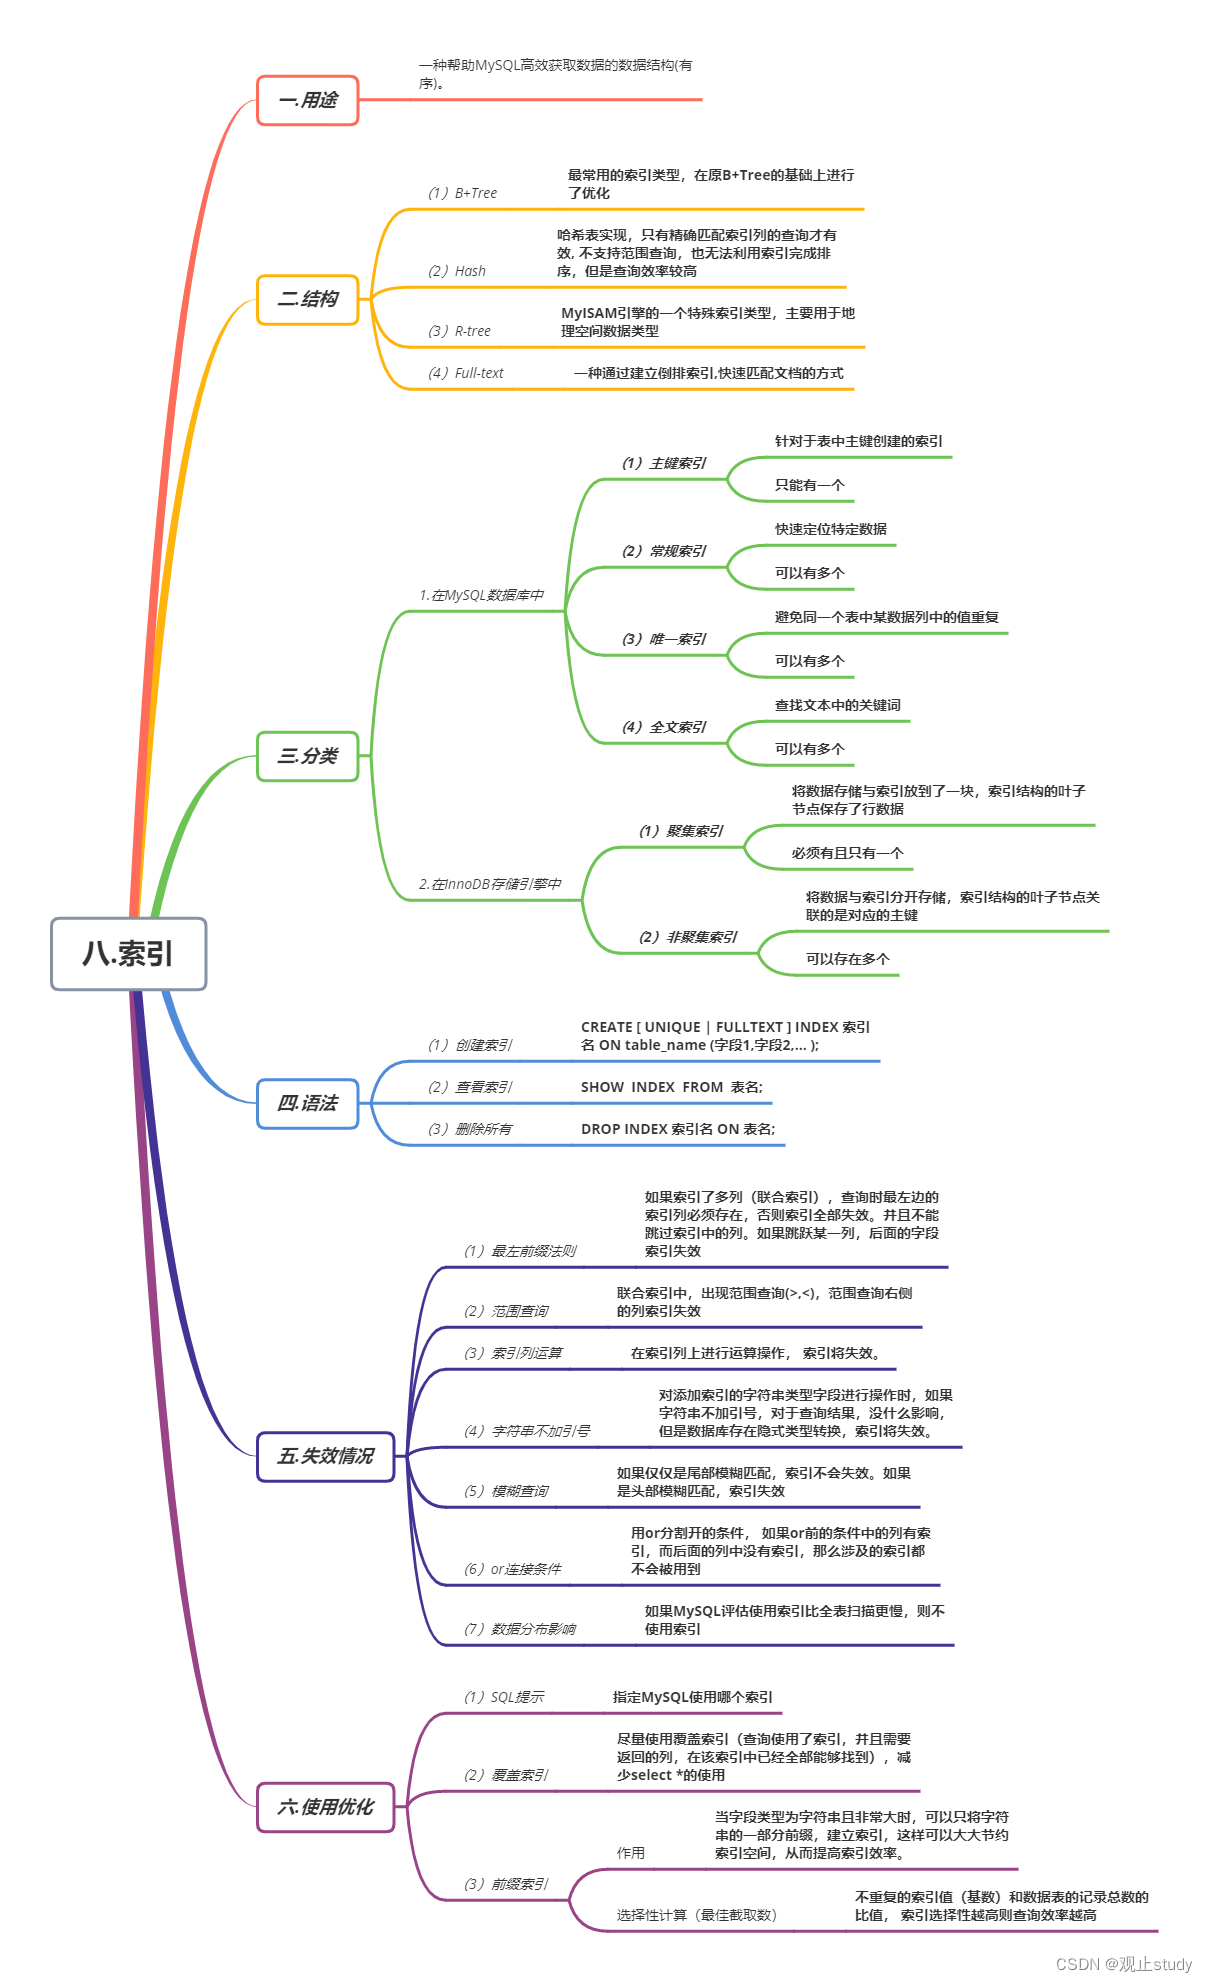 八.索引
一.用途
一种帮助MySQL高效获取数据的数据结构(有
序)。
二.结构
（1）B+Tree
最常用的索引类型，在原B+Tree的基础上进行
了优化
（2）Hash
哈希表实现，只有精确匹配索引列的查询才有
效, 不支持范围查询，也无法利用索引完成排
序，但是查询效率较高
（3）R-tree
MyISAM引擎的一个特殊索引类型，主要用于地
理空间数据类型
（4）Full-text
一种通过建立倒排索引,快速匹配文档的方式
三.分类
1.在MySQL数据库中
（1）主键索引
针对于表中主键创建的索引
只能有一个
（2）常规索引
快速定位特定数据
可以有多个
（3）唯一索引
避免同一个表中某数据列中的值重复
可以有多个
（4）全文索引
查找文本中的关键词
可以有多个
2.在InnoDB存储引擎中
（1）聚集索引
将数据存储与索引放到了一块，索引结构的叶子
节点保存了行数据
必须有且只有一个
（2）非聚集索引
将数据与索引分开存储，索引结构的叶子节点关
联的是对应的主键
可以存在多个
四.语法
（1）创建索引
CREATE [ UNIQUE | FULLTEXT ] INDEX 索引
名 ON table_name (字段1,字段2,... );
（2）查看索引
SHOW INDEX FROM 表名;
（3）删除所有
DROP INDEX 索引名 ON 表名;
五.失效情况
（1）最左前缀法则
如果索引了多列（联合索引），查询时最左边的
索引列必须存在，否则索引全部失效。并且不能
跳过索引中的列。如果跳跃某一列，后面的字段
索引失效
（2）范围查询
联合索引中，出现范围查询(>,<)，范围查询右侧
的列索引失效
（3）索引列运算
在索引列上进行运算操作， 索引将失效。
（4）字符串不加引号
对添加索引的字符串类型字段进行操作时，如果
字符串不加引号，对于查询结果，没什么影响，
但是数据库存在隐式类型转换，索引将失效。
（5）模糊查询
如果仅仅是尾部模糊匹配，索引不会失效。如果
是头部模糊匹配，索引失效
（6）or连接条件
用or分割开的条件， 如果or前的条件中的列有索
引，而后面的列中没有索引，那么涉及的索引都
不会被用到
（7）数据分布影响
如果MySQL评估使用索引比全表扫描更慢，则不
使用索引
六.使用优化
（1）SQL提示
指定MySQL使用哪个索引
（2）覆盖索引
尽量使用覆盖索引（查询使用了索引，并且需要
返回的列，在该索引中已经全部能够找到），减
少select *的使用
（3）前缀索引
作用
当字段类型为字符串且非常大时，可以只将字符
串的一部分前缀，建立索引，这样可以大大节约
索引空间，从而提高索引效率。
选择性计算（最佳截取数）
不重复的索引值（基数）和数据表的记录总数的
比值， 索引选择性越高则查询效率越高
CSDN @观止study